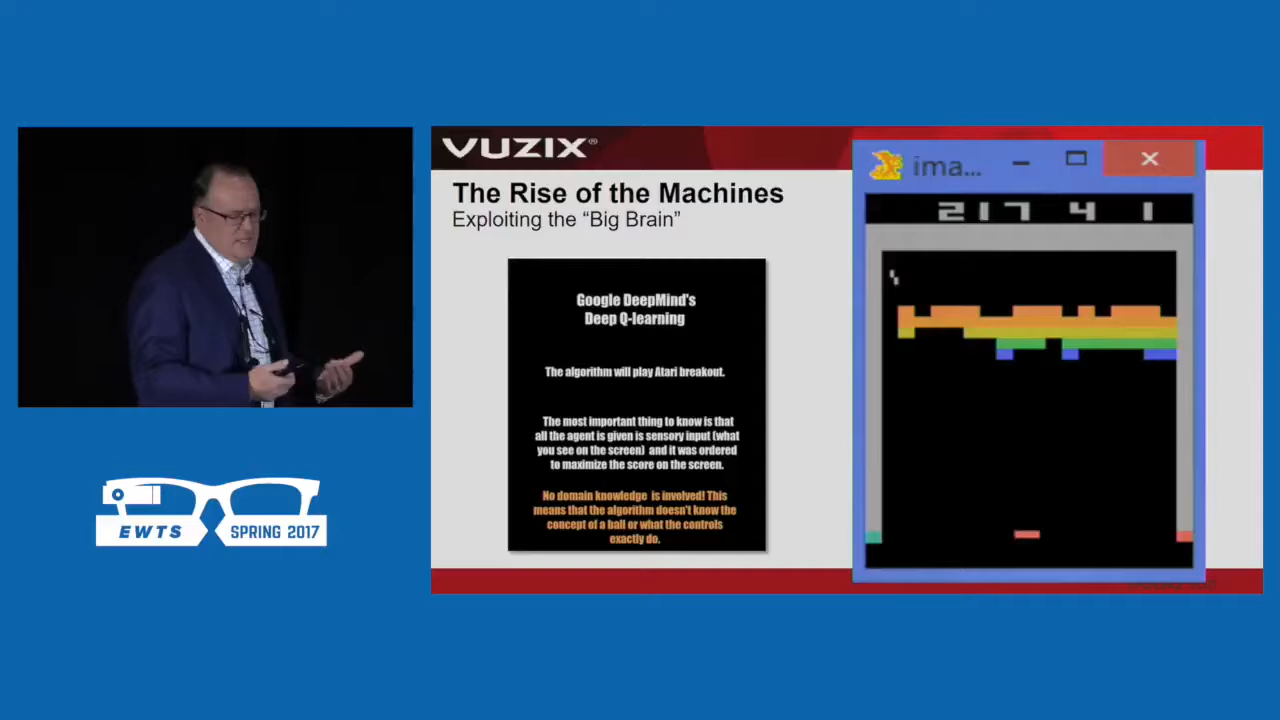 VUZIX®
The Rise of the Machines
Exploiting the “Big Brain”
Google DeepMind's
Deep Q-learning
The algorithm will play Atari breakout.
The most important thing to know is that
all the agent is given is sensory input (what
you see on the screen) and it was ordered
to maximize the score on the screen.
No domain knowledge is involved! This
means that the algorithm doesn't know the
concept of a ball or what the controls
exactly do.
ima...
217 4 1
EWTS
SPRING 2017